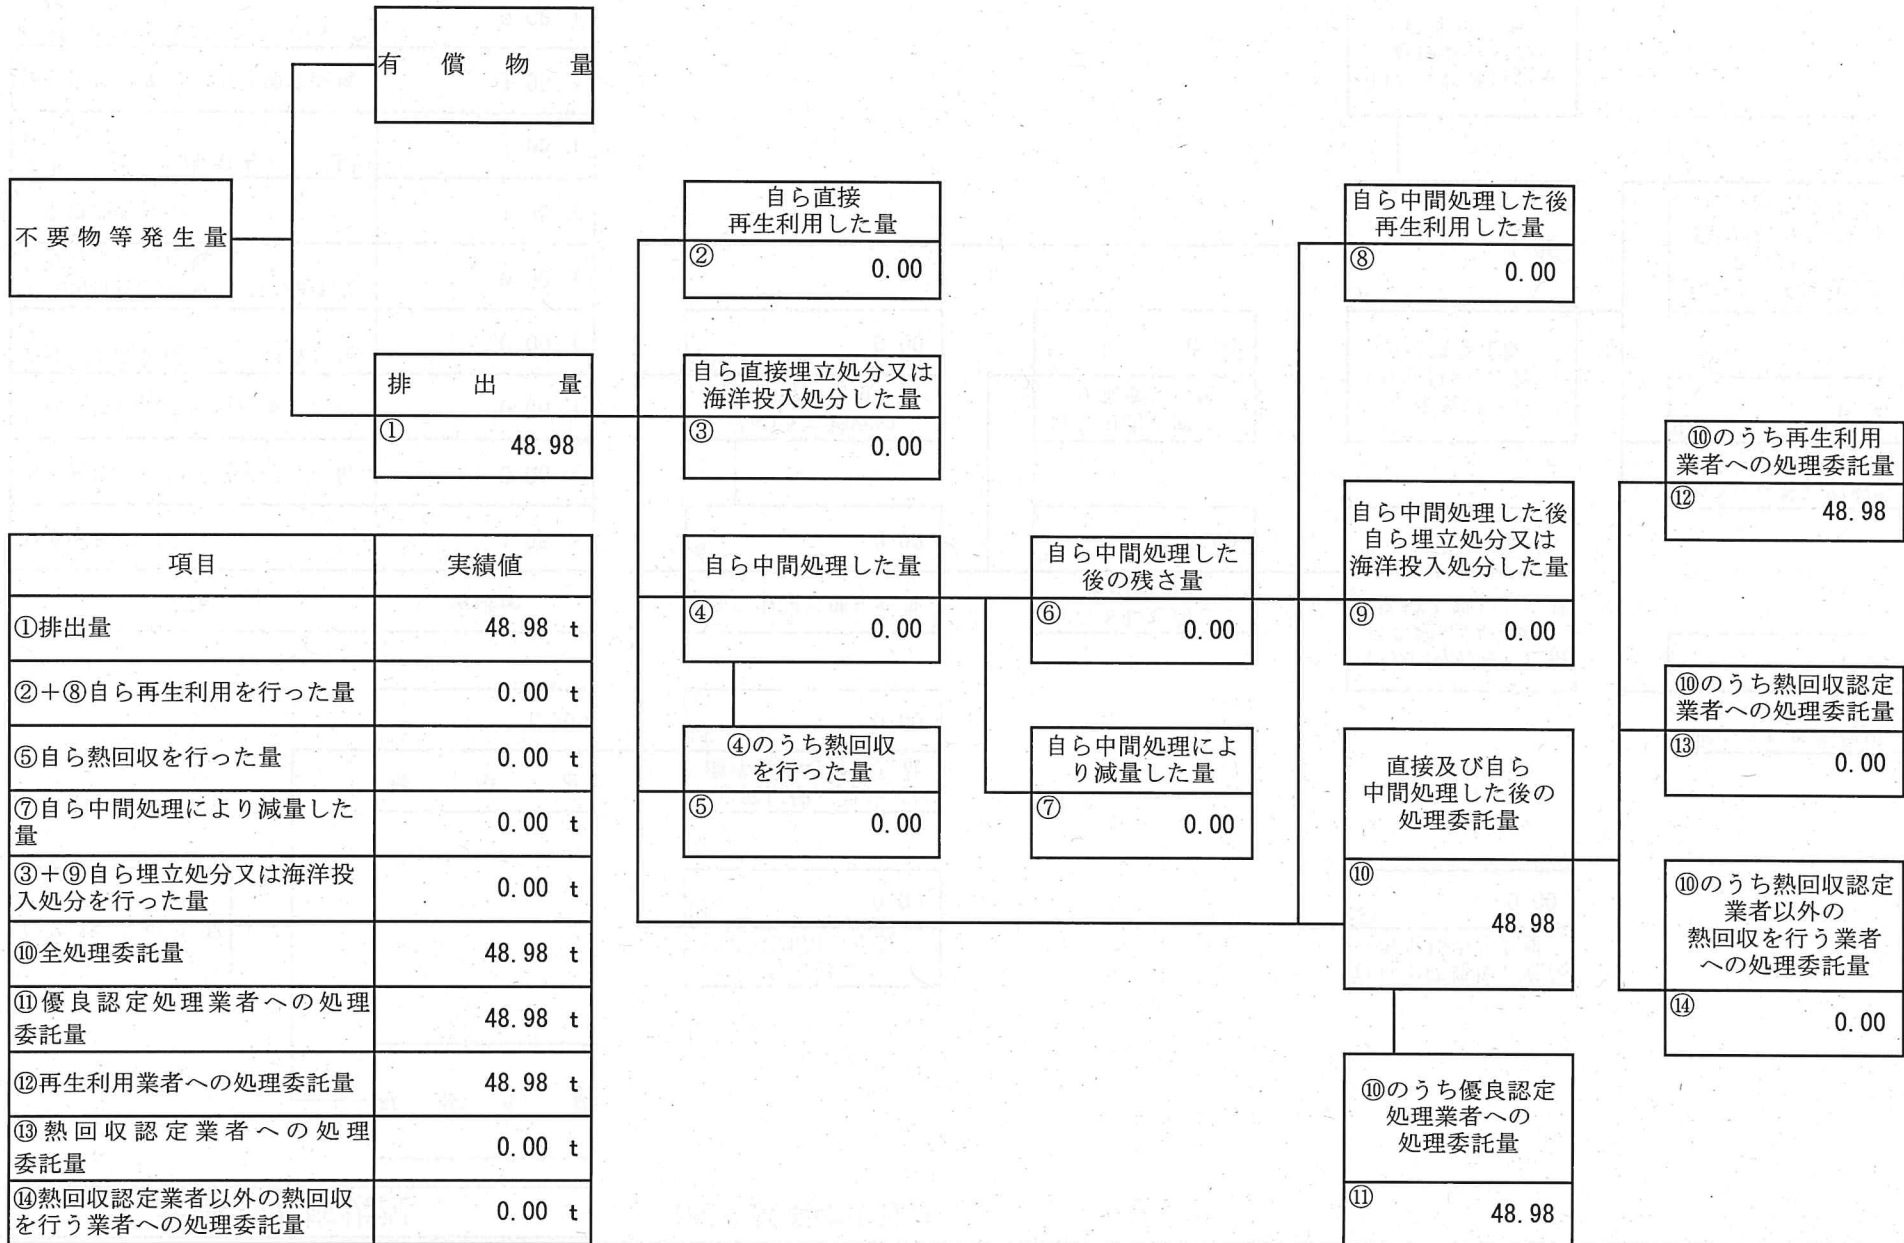 有償物量
不要物等発生量
排出量
① 48.98
自ら直接
再生利用した量
② 0.00
自ら直接埋立処分又は
海洋投入処分した量
③ 0.00
自ら中間処理した量
④ 0.00
④のうち熱回収
を行った量
⑤ 0.00
自ら中間処理した
後の残さ量
⑥ 0.00
自ら中間処理によ
り減量した量
⑦ 0.00
自ら中間処理した後
再生利用した量
⑧ 0.00
自ら中間処理した後
自ら埋立処分又は
海洋投入処分した量
⑨ 0.00
直接及び自ら
中間処理した後の
処理委託量
⑩ 48.98
⑩のうち優良認定
処理業者への
処理委託量
⑪ 48.98
⑩のうち再生利用
業者への処理委託量
⑫ 48.98
⑩のうち熱回収認定
業者への処理委託量
⑬ 0.00
⑩のうち熱回収認定
業者以外の
熱回収を行う業者
への処理委託量
⑭ 0.00
項目 実績値
①排出量 48.98 t
②+⑧自ら再生利用を行った量 0.00 t
⑤自ら熱回収を行った量 0.00 t
⑦自ら中間処理により減量した
量 0.00 t
③+⑨自ら埋立処分又は海洋投
入処分を行った量 0.00 t
⑩全処理委託量 48.98 t
⑪優良認定処理業者への処理
委託量 48.98 t
⑫再生利用業者への処理委託量 48.98 t
⑬熱回収認定業者への処理
委託量 0.00 t
⑭熱回収認定業者以外の熱回収
を行う業者への処理委託量 0.00 t